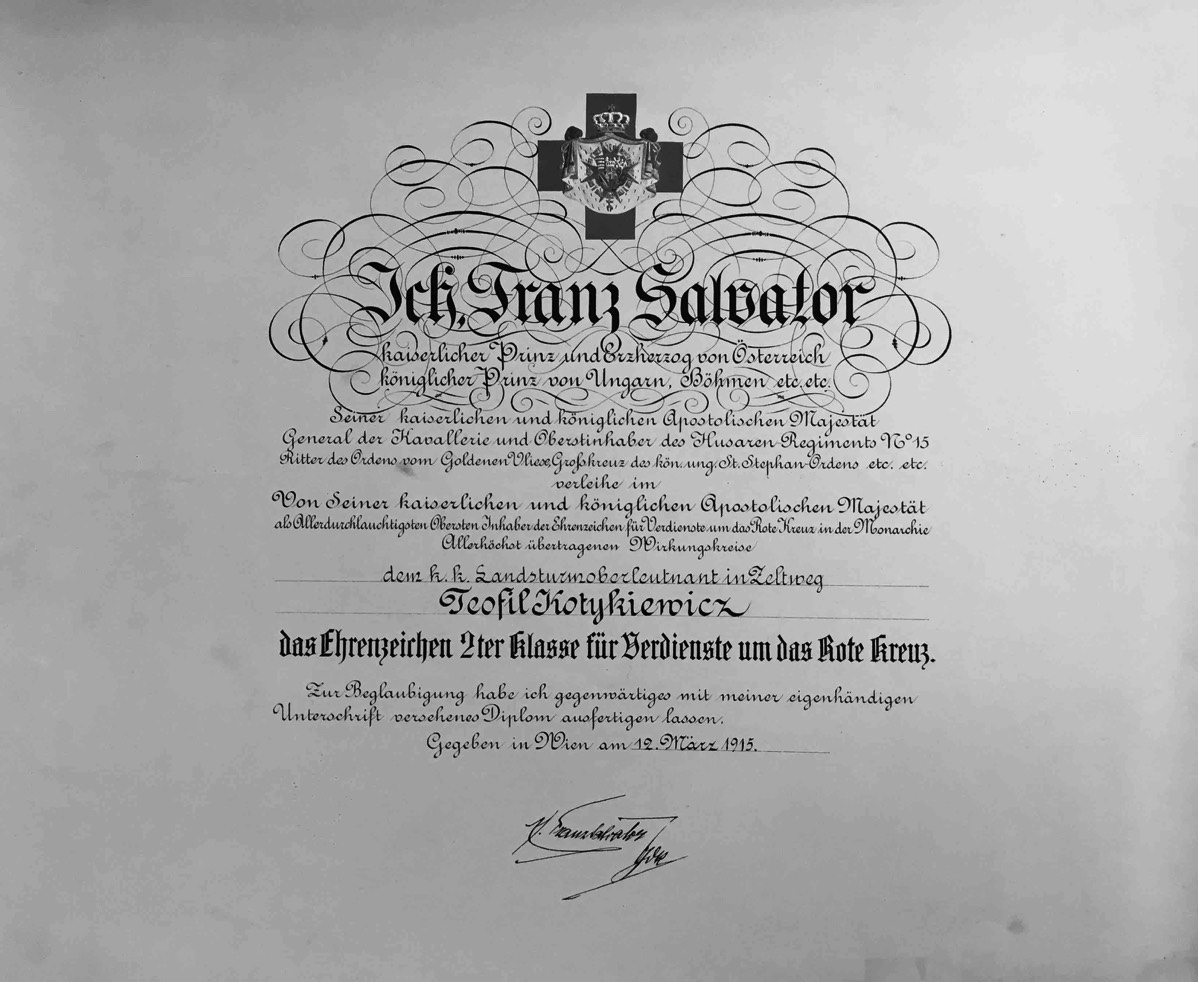 Ich, Franz Salvator
kaiserlicher Prinz und Erzherzog von Österreich
königlicher Prinz von Ungarn, Böhmen etc. etc.
Seiner kaiserlichen und königlichen Apostolischen Majestät
General der Kavallerie und Oberstinhaber des Husaren-Regiments No 15
Ritter des Ordens vom Goldenen Vliese, Großkreuz des kön. ung. St. Stephan-Ordens etc. etc.
verleihe im
Von Seiner kaiserlichen und königlichen Apostolischen Majestät
als Allerdurchlauchtigsten Obersten Inhaber der Ehrenzeichen für Verdienste um das Rote Kreuz in der Monarchie
Allerhöchst übertragenen Wirkungskreise
dem k. k. Landsturmoberleutnant in Zeltweg
Teofil Kotykiewicz
das Ehrenzeichen 2ter Klasse für Verdienste um das Rote Kreuz.
Zur Beglaubigung habe ich gegenwärtiges mit meiner eigenhändigen
Unterschrift versehenes Diplom ausfertigen lassen.
Gegeben in Wien am 12. März 1915.
Franz Salvator